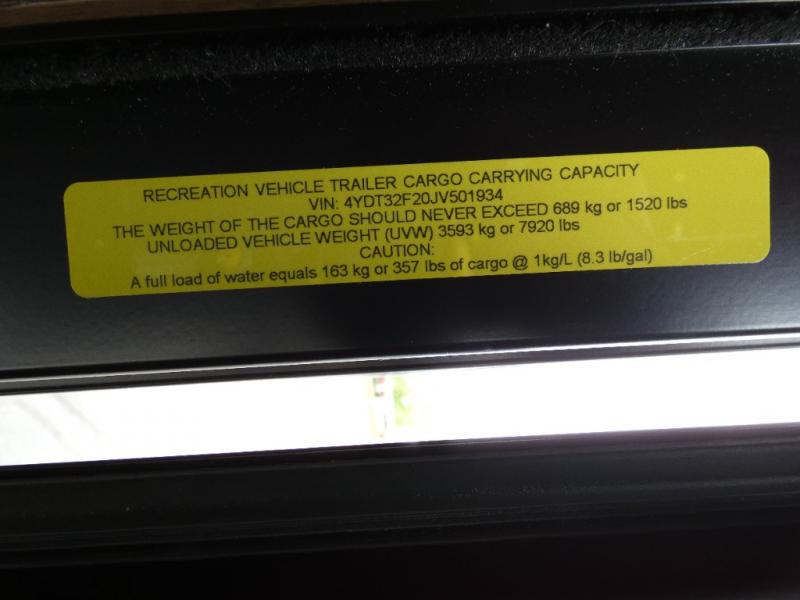 RECREATION VEHICLE TRAILER CARGO CARRYING CAPACITY
VIN: 4YDT32F20JV501934
THE WEIGHT OF THE CARGO SHOULD NEVER EXCEED 689 kg or 1520 lbs
UNLOADED VEHICLE WEIGHT (UVW) 3593 kg or 7920 lbs
CAUTION:
A full load of water equals 163 kg or 357 lbs of cargo @ 1kg/L (8.3 lb/gal)